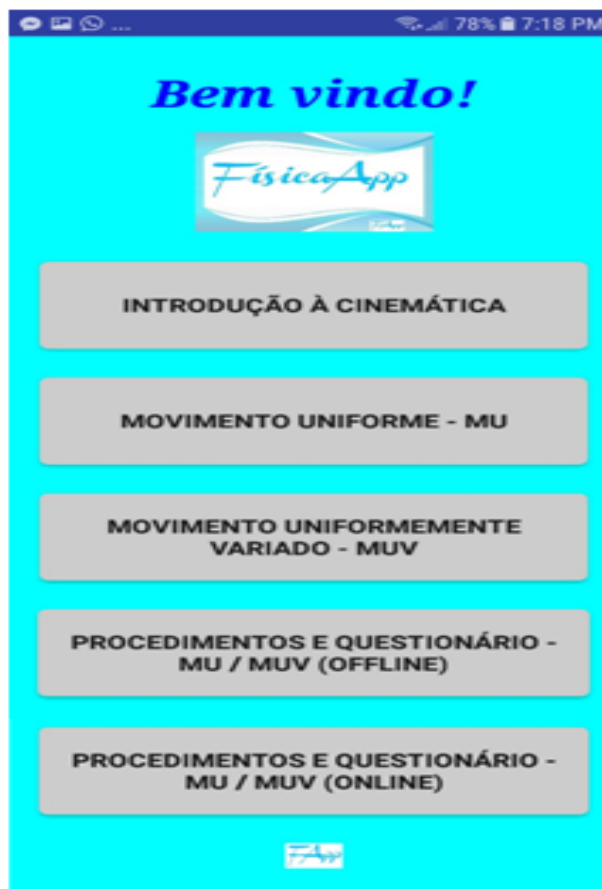 ... 78% 7:18 PM
Bem vindo!
FísicaApp
INTRODUÇÃO À CINEMÁTICA
MOVIMENTO UNIFORME - MU
MOVIMENTO UNIFORMEMENTE
VARIADO - MUV
PROCEDIMENTOS E QUESTIONÁRIO -
MU / MUV (OFFLINE)
PROCEDIMENTOS E QUESTIONÁRIO -
MU / MUV (ONLINE)
FApp